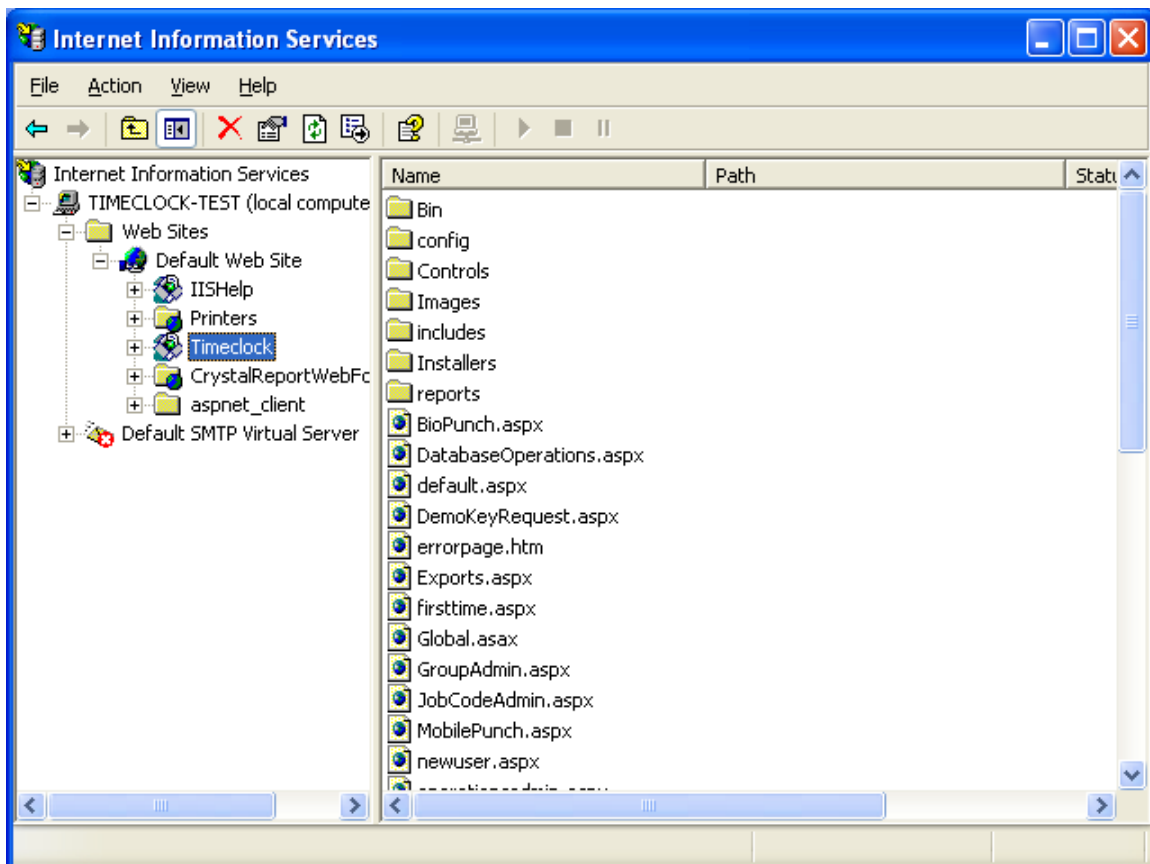 Internet Information Services
File Action View Help
Internet Information Services
TIMECLOCK-TEST (local compute
Web Sites
Default Web Site
IISHelp
Printers
Timeclock
CrystalReportWebFo
aspnet_client
Default SMTP Virtual Server
Name Path Statu
Bin
config
Controls
Images
includes
Installers
reports
BioPunch.aspx
DatabaseOperations.aspx
default.aspx
DemoKeyRequest.aspx
errorpage.htm
Exports.aspx
firsttime.aspx
Global.asax
GroupAdmin.aspx
JobCodeAdmin.aspx
MobilePunch.aspx
newuser.aspx